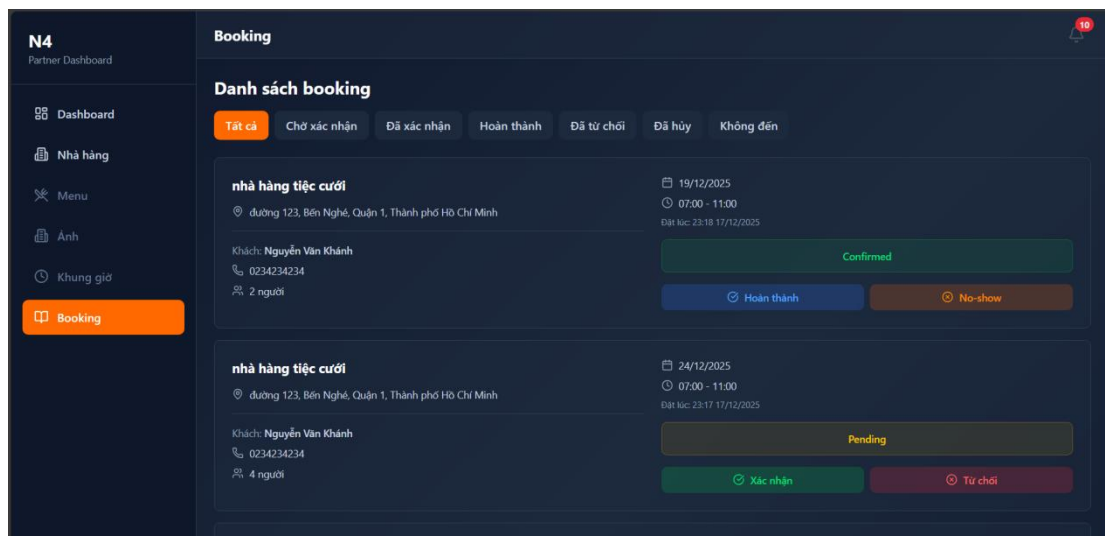 N4
Partner Dashboard
Dashboard
Nhà hàng
Menu
Ảnh
Khung giờ
Booking
Booking
10
Danh sách booking
Tất cả
Chờ xác nhận
Đã xác nhận
Hoàn thành
Đã từ chối
Đã hủy
Không đến
nhà hàng tiệc cưới
đường 123, Bến Nghé, Quận 1, Thành phố Hồ Chí Minh
Khách: Nguyễn Văn Khánh
0234234234
2 người
19/12/2025
07:00 - 11:00
Đặt lúc: 23:18 17/12/2025
Confirmed
Hoàn thành
No-show
nhà hàng tiệc cưới
đường 123, Bến Nghé, Quận 1, Thành phố Hồ Chí Minh
Khách: Nguyễn Văn Khánh
0234234234
4 người
24/12/2025
07:00 - 11:00
Đặt lúc: 23:17 17/12/2025
Pending
Xác nhận
Từ chối